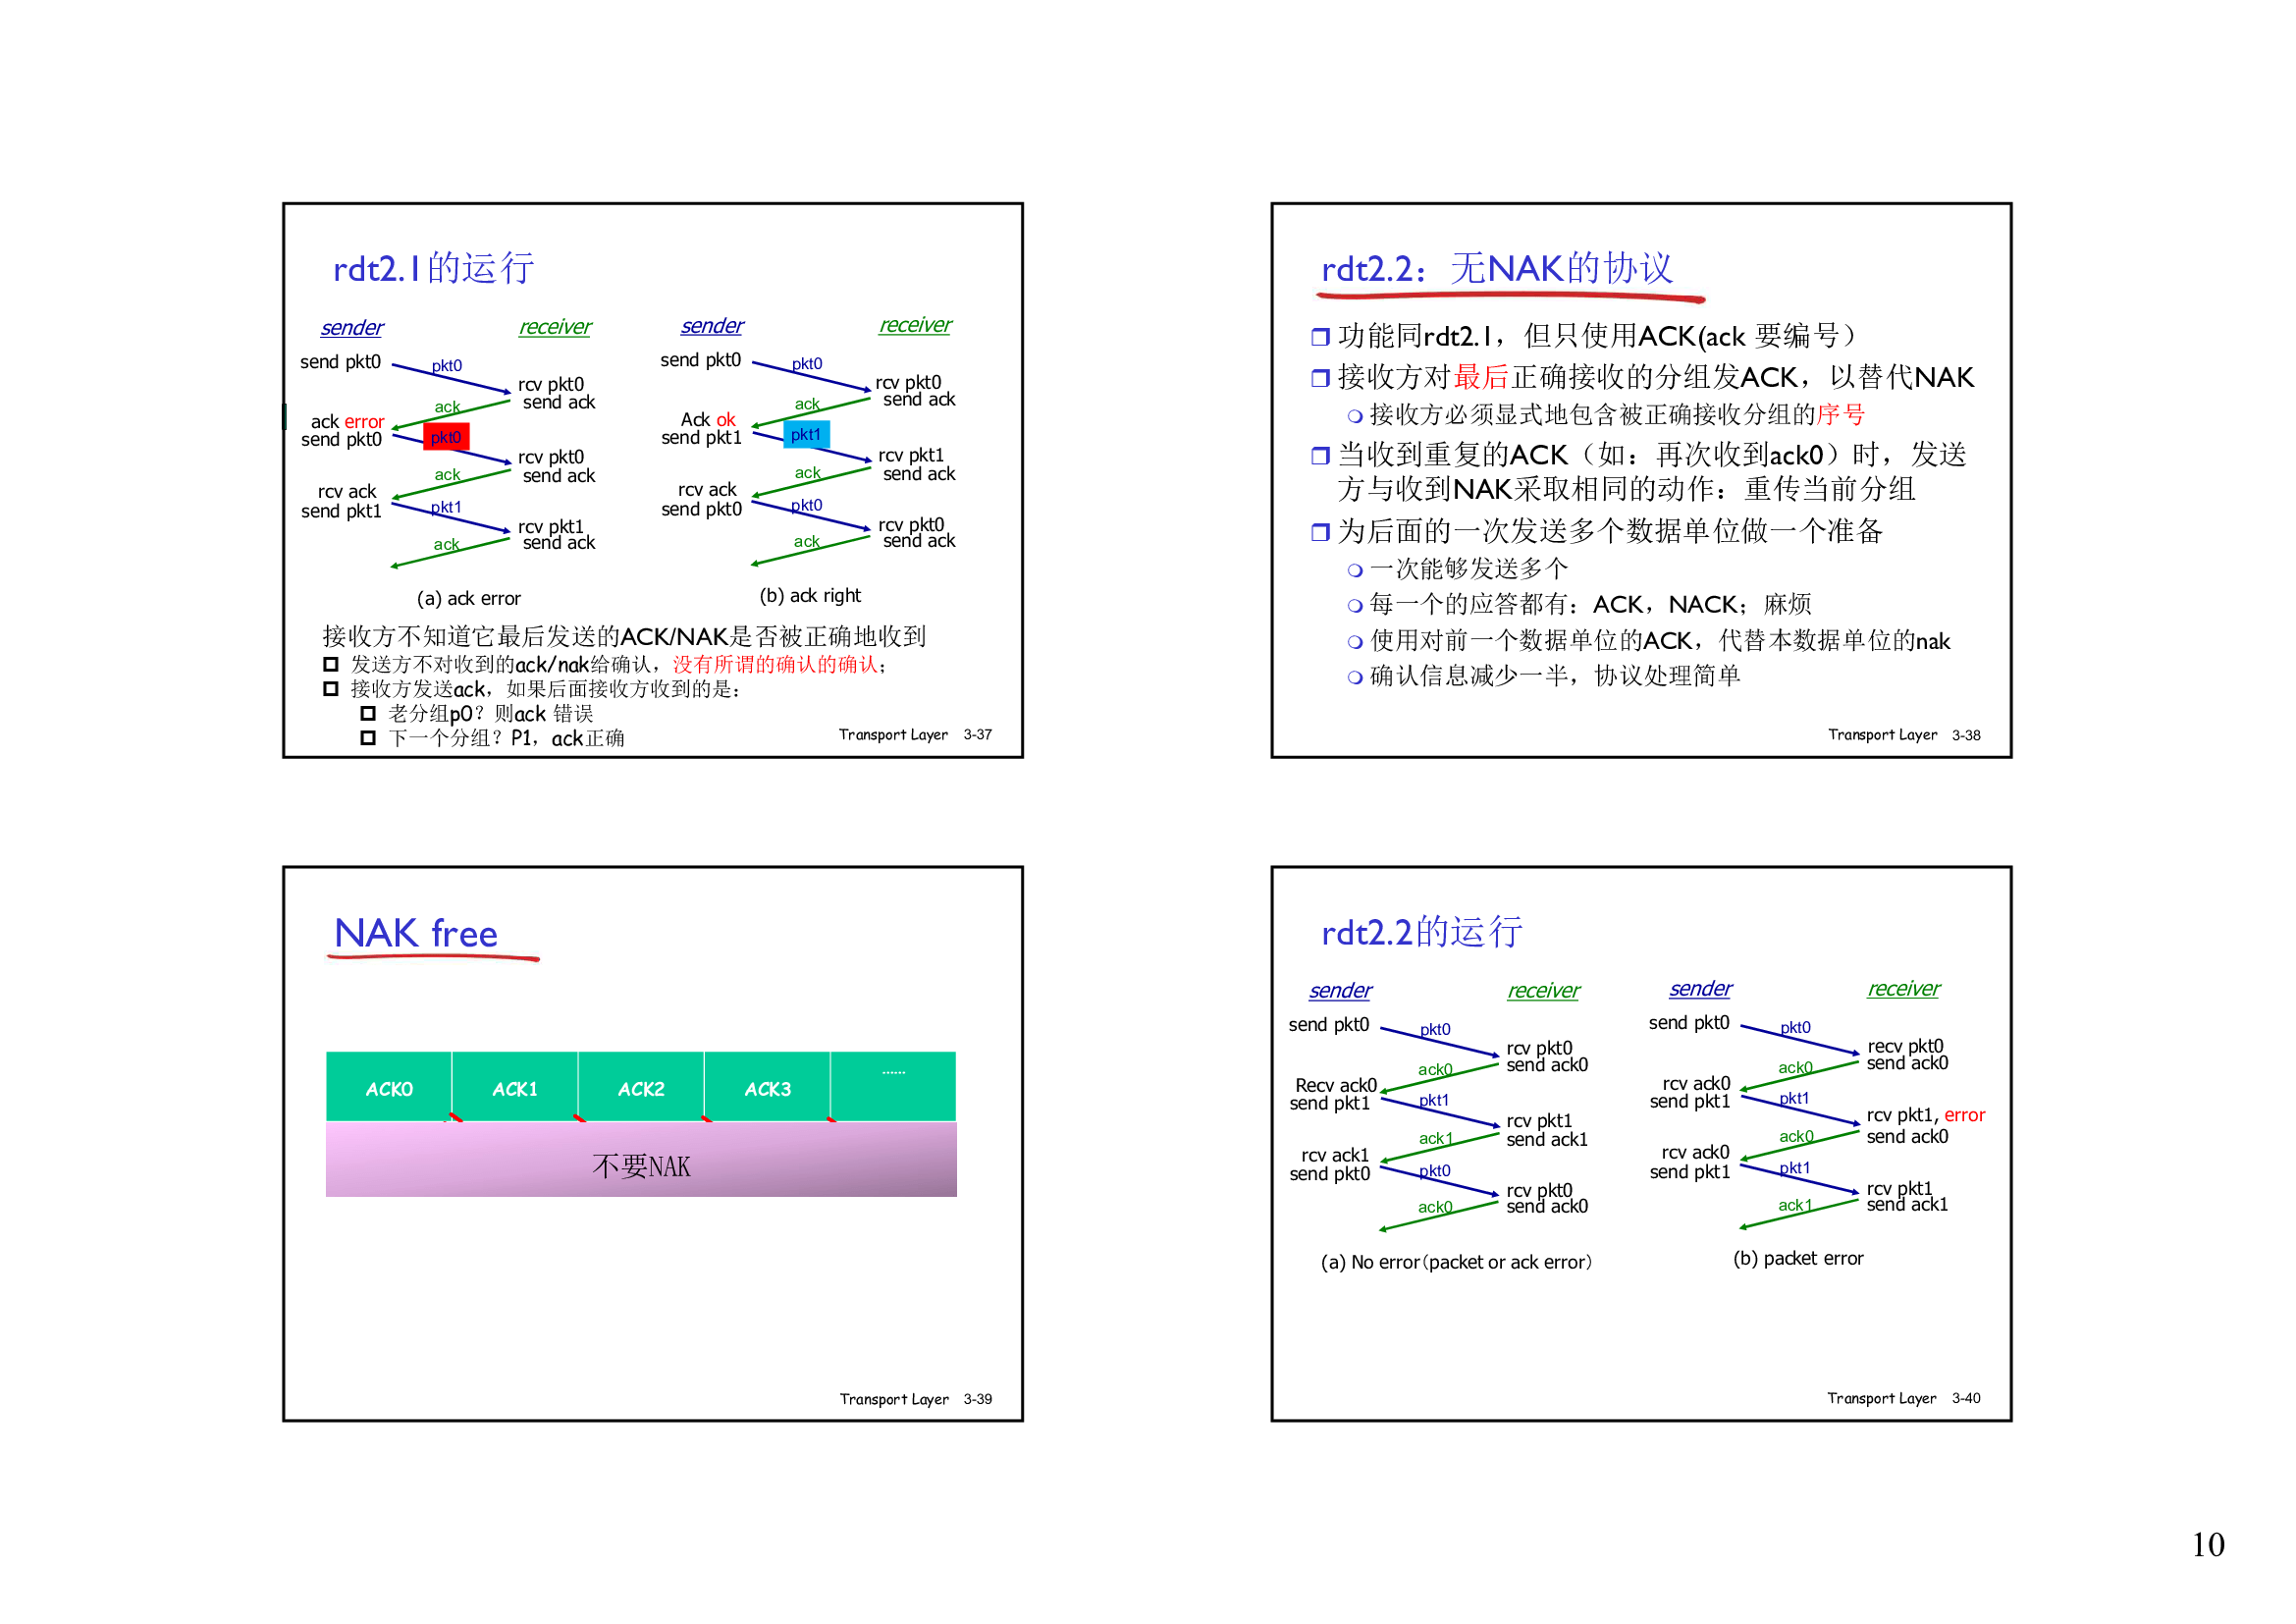 rdt2.1的运行
sender
receiver
send pkt0
pkt0
rcv pkt0
send ack
ack
ack error
send pkt0
pkt0
rcv pkt0
send ack
ack
rcv ack
send pkt1
pkt1
rcv pkt1
send ack
ack
(a) ack error
sender
receiver
send pkt0
pkt0
rcv pkt0
send ack
ack
Ack ok
send pkt1
pkt1
rcv pkt1
send ack
ack
rcv ack
send pkt0
pkt0
rcv pkt0
send ack
ack
(b) ack right
接收方不知道它最后发送的ACK/NAK是否被正确地收到
发送方不对收到的ack/nak给确认，没有所谓的确认的确认；
接收方发送ack，如果后面接收方收到的是：
老分组p0？则ack 错误
下一个分组？P1，ack正确
Transport Layer 3-37
rdt2.2：无NAK的协议
功能同rdt2.1，但只使用ACK(ack 要编号）
接收方对最后正确接收的分组发ACK，以替代NAK
接收方必须显式地包含被正确接收分组的序号
当收到重复的ACK（如：再次收到ack0）时，发送
方与收到NAK采取相同的动作：重传当前分组
为后面的一次发送多个数据单位做一个准备
一次能够发送多个
每一个的应答都有：ACK，NACK；麻烦
使用对前一个数据单位的ACK，代替本数据单位的nak
确认信息减少一半，协议处理简单
Transport Layer 3-38
NAK free
ACK0 ACK1 ACK2 ACK3 ......
不要NAK
Transport Layer 3-39
rdt2.2的运行
sender
receiver
send pkt0
pkt0
rcv pkt0
send ack0
ack0
Recv ack0
send pkt1
pkt1
rcv pkt1
send ack1
ack1
rcv ack1
send pkt0
pkt0
rcv pkt0
send ack0
ack0
(a) No error（packet or ack error）
sender
receiver
send pkt0
pkt0
recv pkt0
send ack0
ack0
rcv ack0
send pkt1
pkt1
rcv pkt1, error
send ack0
ack0
rcv ack0
send pkt1
pkt1
rcv pkt1
send ack1
ack1
(b) packet error
Transport Layer 3-40
10